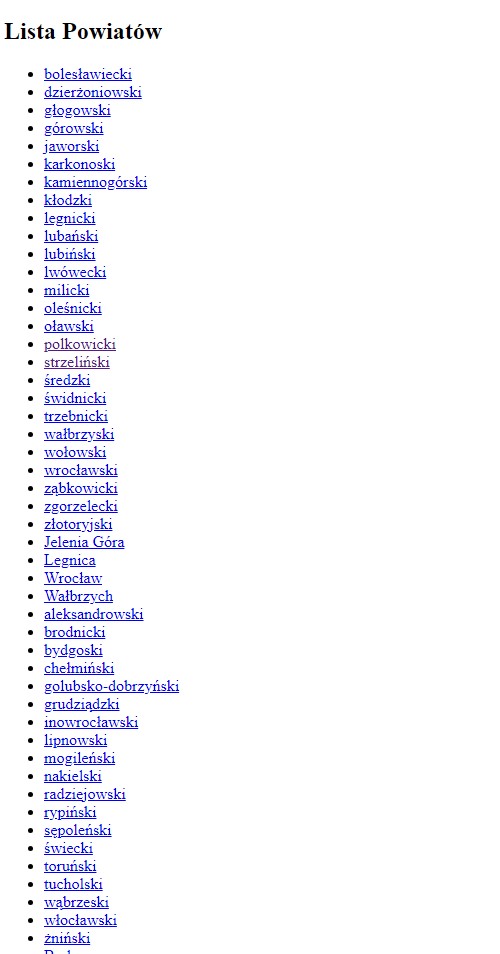 Lista Powiatów
bolesławiecki
dzierżoniowski
głogowski
górowski
jaworski
karkonoski
kamiennogórski
kłodzki
legnicki
lubański
lubiński
lwówecki
milicki
oleśnicki
oławski
polkowicki
strzeliński
średzki
świdnicki
trzebnicki
wałbrzyski
wołowski
wrocławski
ząbkowicki
zgorzelecki
złotoryjski
Jelenia Góra
Legnica
Wrocław
Wałbrzych
aleksandrowski
brodnicki
bydgoski
chełmiński
golubsko-dobrzyński
grudziądzki
inowrocławski
lipnowski
mogileński
nakielski
radziejowski
rypiński
sępoleński
świecki
toruński
tucholski
wąbrzeski
włocławski
żniński